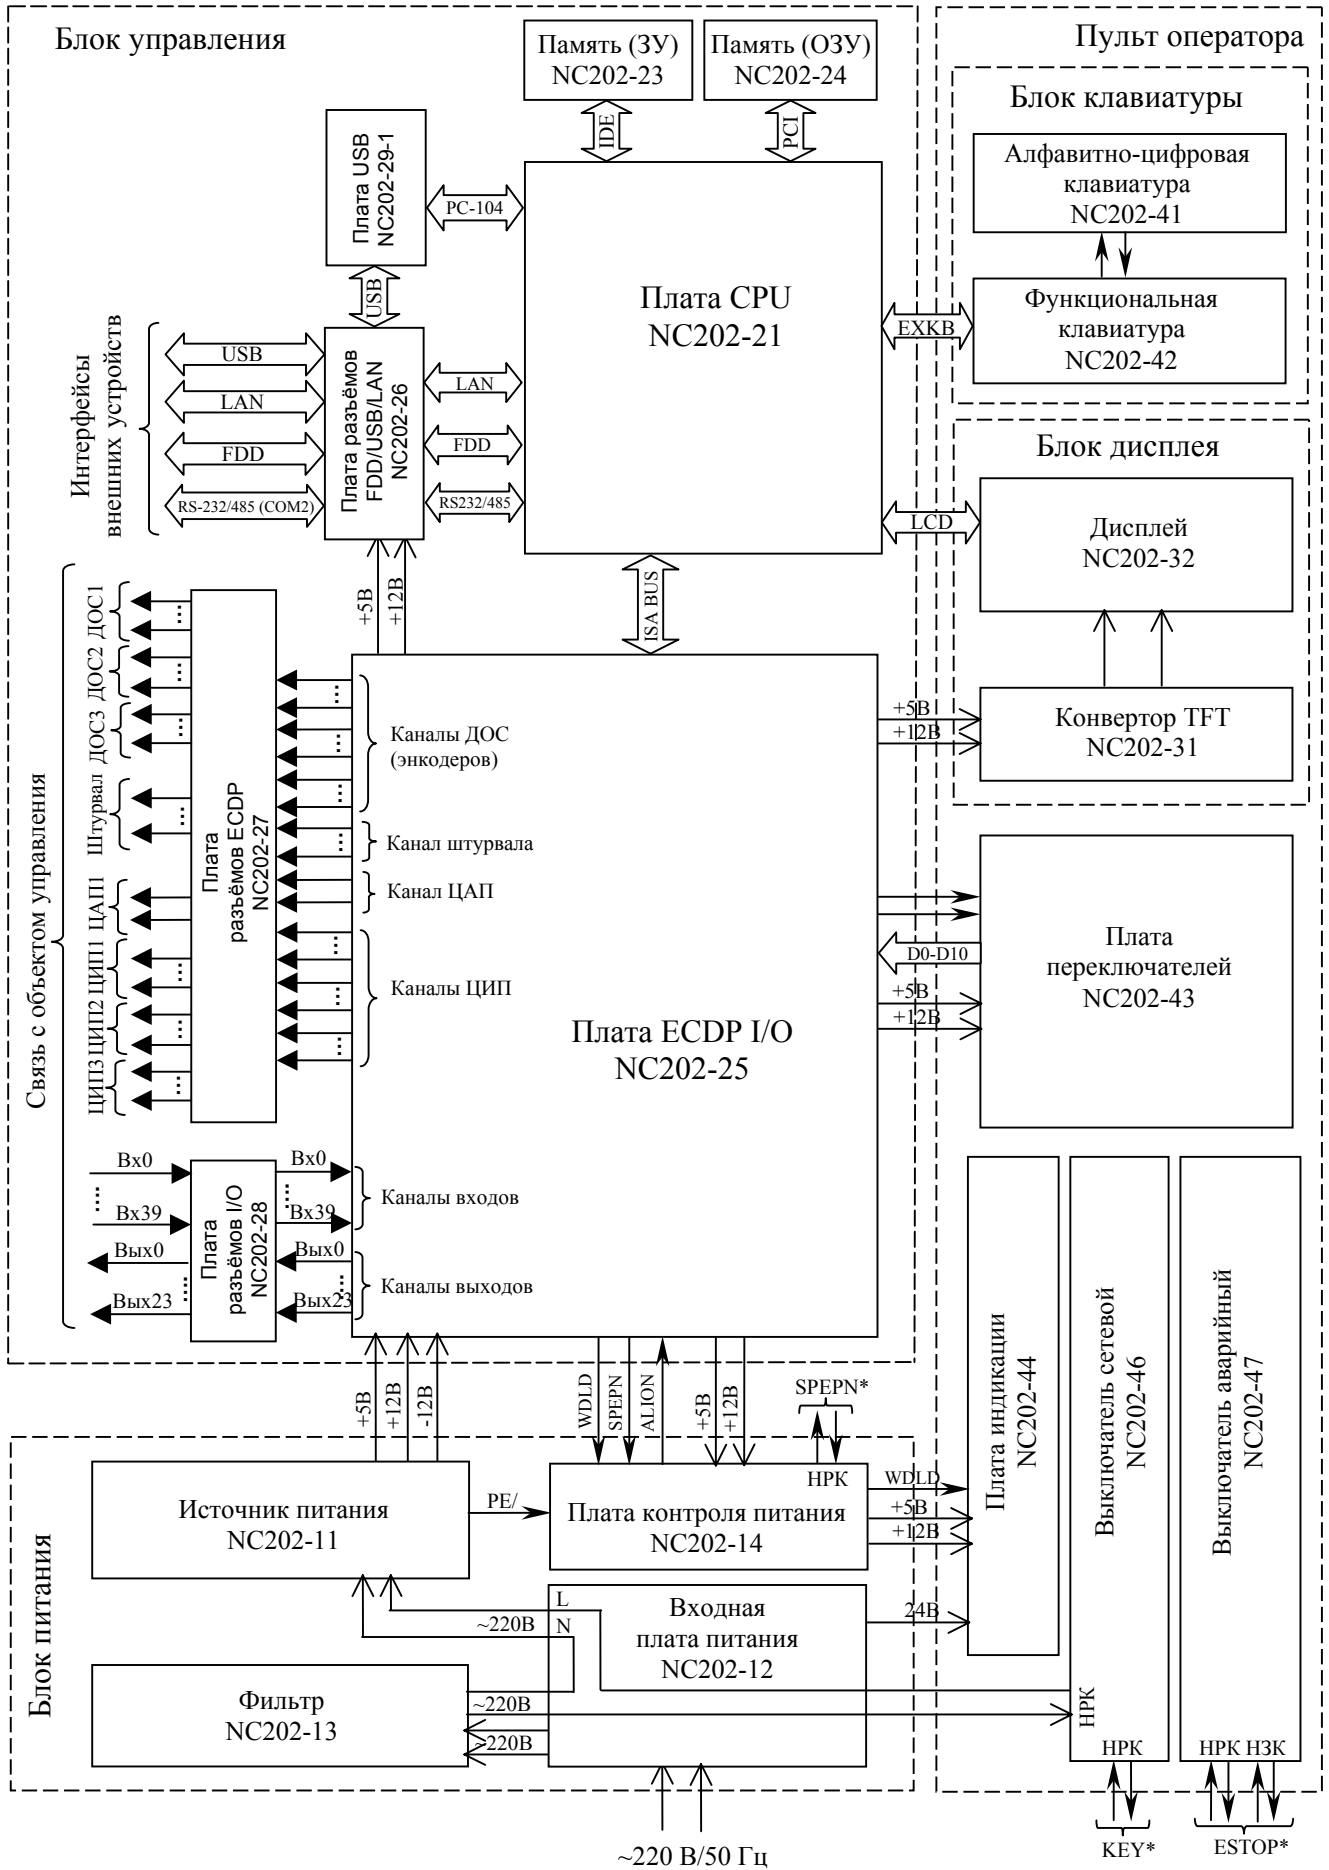 Блок управления
Память (ЗУ)
NC202-23
Память (ОЗУ)
NC202-24
IDE
PCI
Плата USB
NC202-29-1
PC-104
USB
Плата CPU
NC202-21
Интерфейсы
внешних устройств
USB
LAN
FDD
RS-232/485 (COM2)
Плата разъёмов
FDD/USB/LAN
NC202-26
LAN
FDD
RS232/485
EXKB
LCD
ISA BUS
+5В
+12В
Связь с объектом управления
ДОС1
ДОС2
ДОС3
Штурвал
ЦАП1
ЦИП1
ЦИП2
ЦИП3
Плата
разъёмов ECDP
NC202-27
Каналы ДОС
(энкодеров)
Канал штурвала
Канал ЦАП
Каналы ЦИП
Плата ECDP I/O
NC202-25
Вх0
Вх39
Вых0
Вых23
Плата
разъёмов I/O
NC202-28
Вх0
Вх39
Вых0
Вых23
Каналы входов
Каналы выходов
+5В
+12В
D0-D10
+5В
+12В
+5В
+12В
-12В
WDLD
SPEPN
ALION
+5В
+12В
SPEPN*
Пульт оператора
Блок клавиатуры
Алфавитно-цифровая
клавиатура
NC202-41
Функциональная
клавиатура
NC202-42
Блок дисплея
Дисплей
NC202-32
Конвертор TFT
NC202-31
Плата
переключателей
NC202-43
Плата индикации
NC202-44
Выключатель сетевой
NC202-46
Выключатель аварийный
NC202-47
НРК
НРК
НРК НЗК
KEY*
ESTOP*
Блок питания
Источник питания
NC202-11
PE/
НРК
Плата контроля питания
NC202-14
WDLD
+5В
+12В
L
N
~220В
Входная
плата питания
NC202-12
24В
Фильтр
NC202-13
~220В
~220В
~220 В/50 Гц